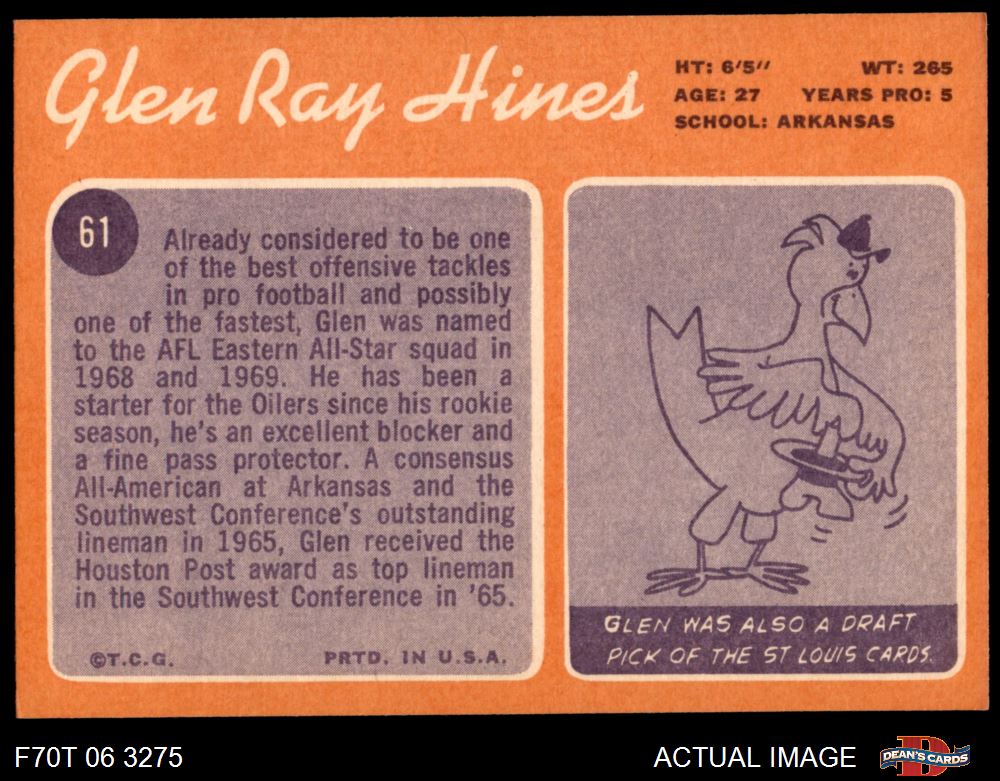 Glen Ray Hines
HT: 6'5" WT: 265
AGE: 27 YEARS PRO: 5
SCHOOL: ARKANSAS
61
Already considered to be one
of the best offensive tackles
in pro football and possibly
one of the fastest, Glen was named
to the AFL Eastern All-Star squad in
1968 and 1969. He has been a
starter for the Oilers since his rookie
season, he's an excellent blocker and
a fine pass protector. A consensus
All-American at Arkansas and the
Southwest Conference's outstanding
lineman in 1965, Glen received the
Houston Post award as top lineman
in the Southwest Conference in '65.
©T.C.G. PRTD. IN U.S.A.
GLEN WAS ALSO A DRAFT
PICK OF THE ST LOUIS CARDS.
F70T 06 3275
ACTUAL IMAGE
D
DEAN'S CARDS